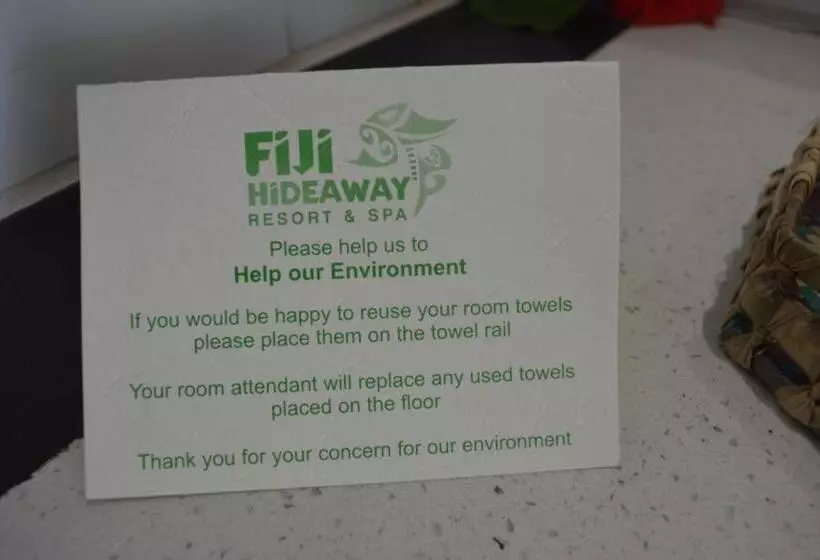 FiJi
HiDEAWAY
RESORT & SPA
Please help us to
Help our Environment
If you would be happy to reuse your room towels
please place them on the towel rail
Your room attendant will replace any used towels
placed on the floor
Thank you for your concern for our environment